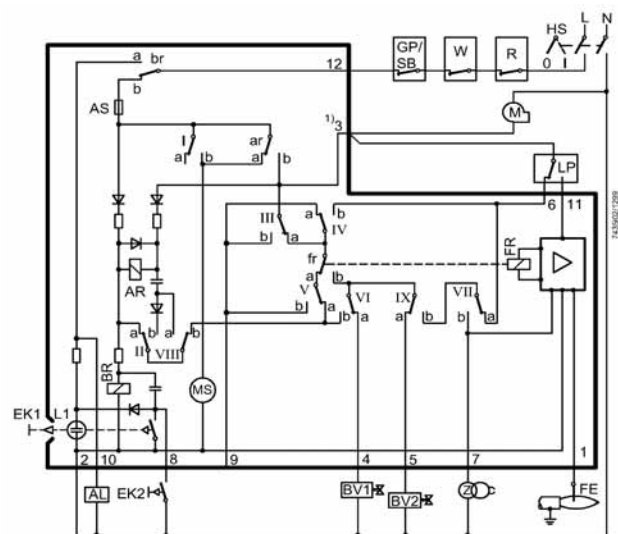 L N
HS
0 I
a br
b
12
GP/
SB
W
R
M
AS
1) 3
I
ar
a b
a b
LP
6 11
a b
III
IV
b a
fr
a b
FR
AR
V
b a
VI
b a
IX
a b
VII
b a
a b a b
II VIII
BR
MS
EK1 L1
2 10 8 9 4 5 7 1
AL
EK2
BV1
BV2
Z
FE
7435b02/1299